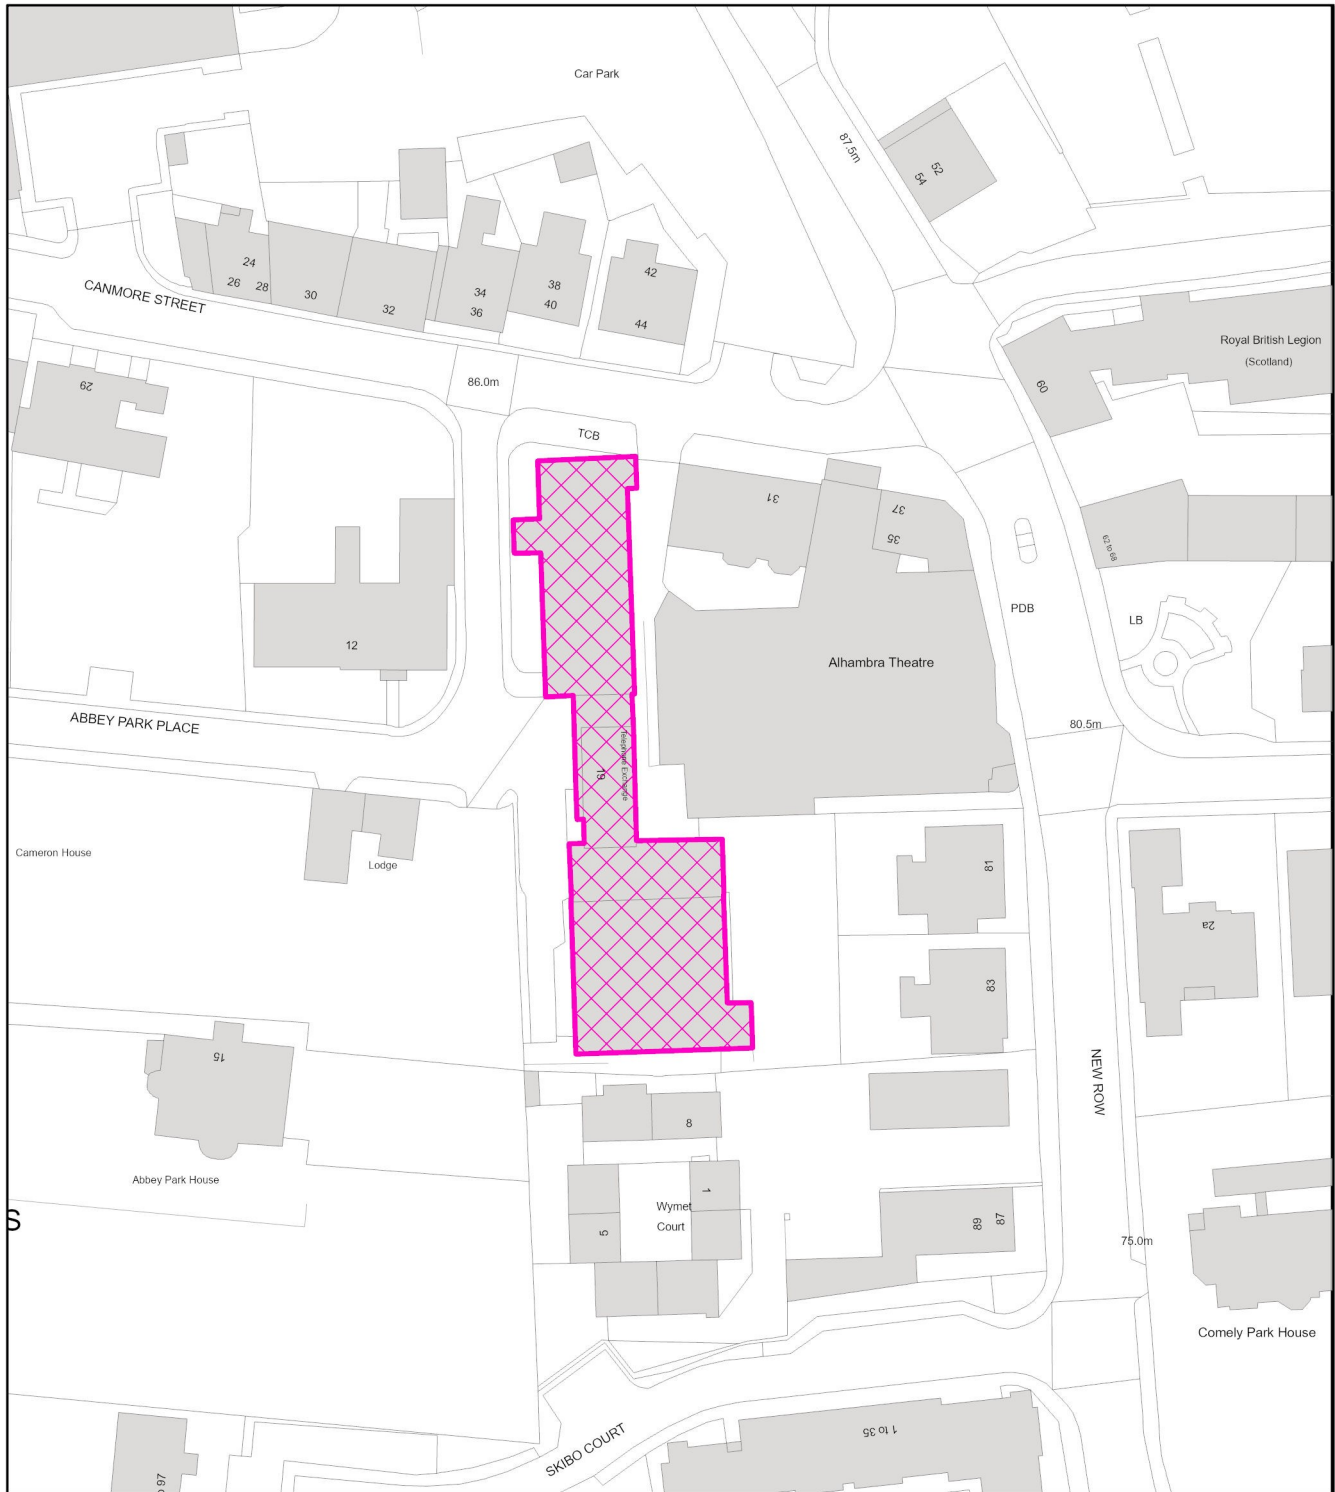 Car Park
87.5m
52
54
24
26
28
30
32
34
36
38
40
42
44
CANMORE STREET
Royal British Legion
(Scotland)
60
29
86.0m
TCB
31
37
35
62 to 68
12
PDB
LB
Alhambra Theatre
ABBEY PARK PLACE
80.5m
Telephone Exchange
19
Cameron House
Lodge
81
2a
83
15
NEW ROW
8
Abbey Park House
1
Wymet
Court
5
S
89
87
75.0m
Comely Park House
1 to 35
SKIBO COURT
97